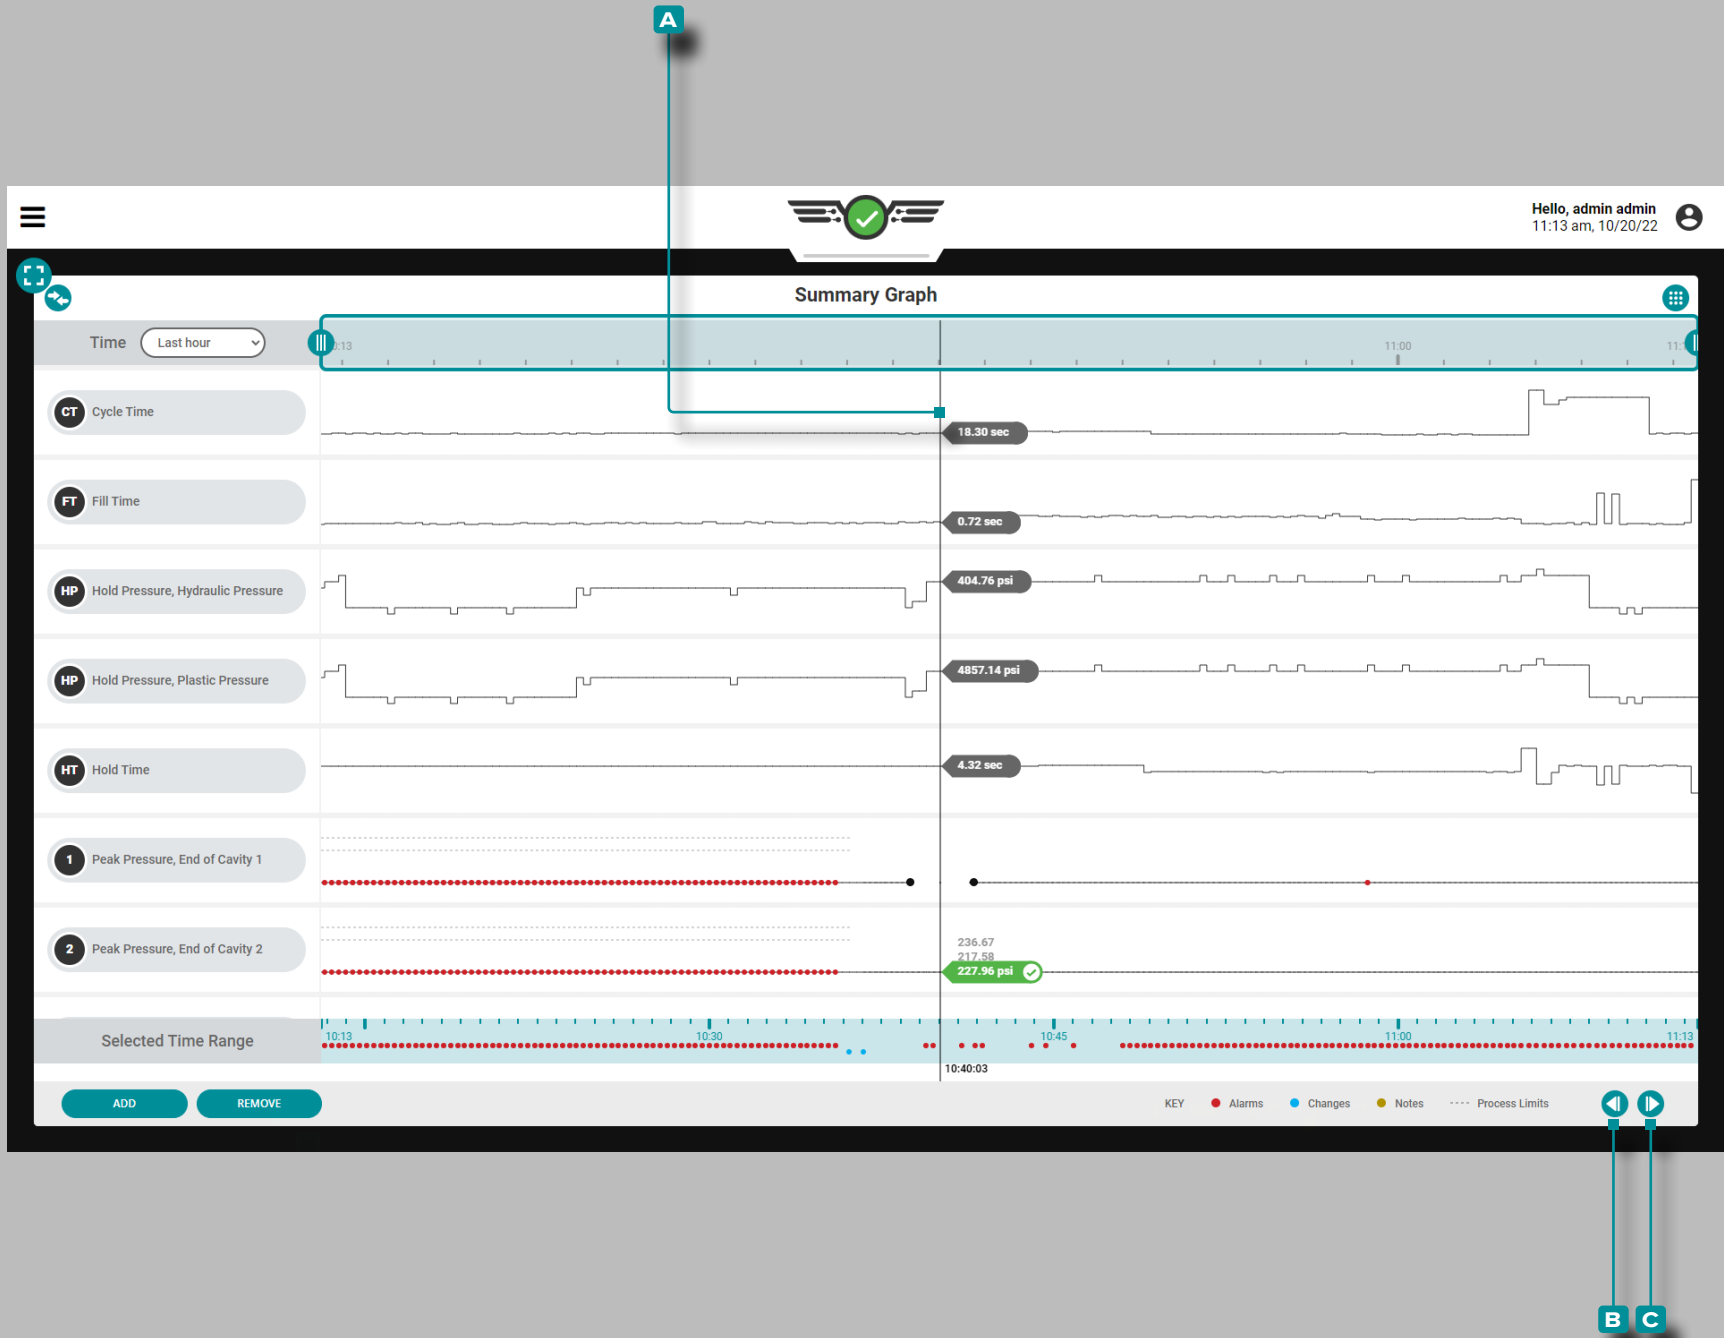 A
Hello, admin admin
11:13 am, 10/20/22
Summary Graph
Time
Last hour
:13
11:00
11:1
CT
Cycle Time
18.30 sec
FT
Fill Time
0.72 sec
HP
Hold Pressure, Hydraulic Pressure
404.76 psi
HP
Hold Pressure, Plastic Pressure
4857.14 psi
HT
Hold Time
4.32 sec
1
Peak Pressure, End of Cavity 1
2
Peak Pressure, End of Cavity 2
236.67
217.58
227.96 psi
Selected Time Range
10:13
10:30
10:45
11:00
11:13
10:40:03
ADD
REMOVE
KEY
Alarms
Changes
Notes
Process Limits
B
C